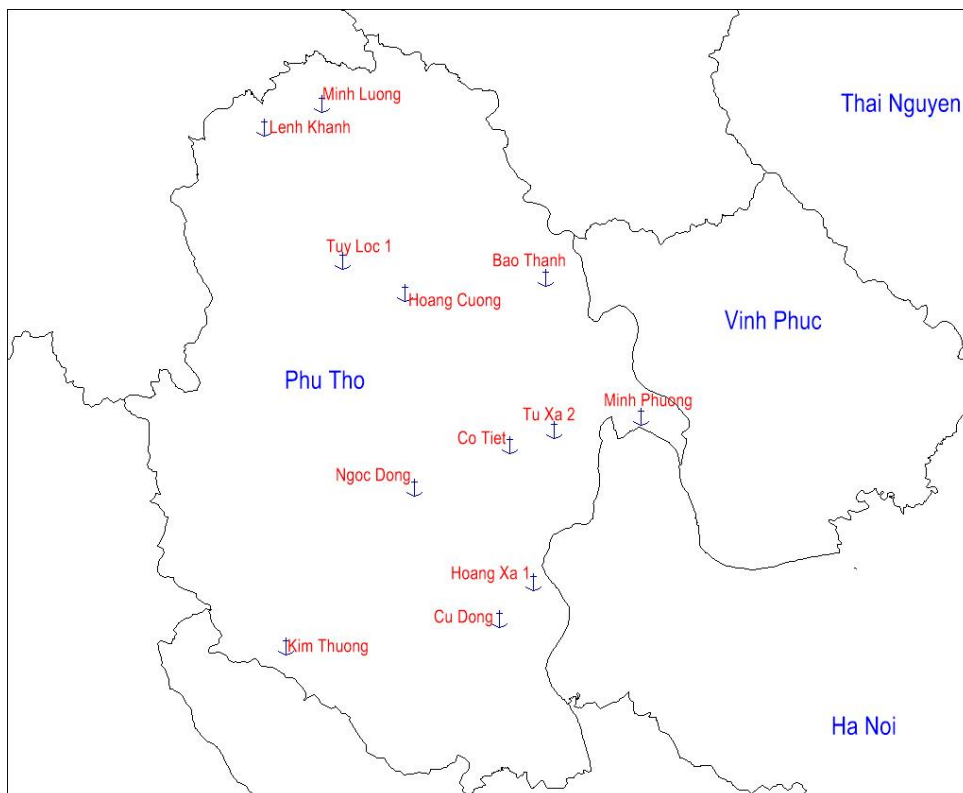 Minh Luong
Thai Nguyen
Lenh Khanh
Tuy Loc 1
Bao Thanh
Hoang Cuong
Vinh Phuc
Phu Tho
Minh Phuong
Tu Xa 2
Co Tiet
Ngoc Dong
Hoang Xa 1
Cu Dong
Kim Thuong
Ha Noi